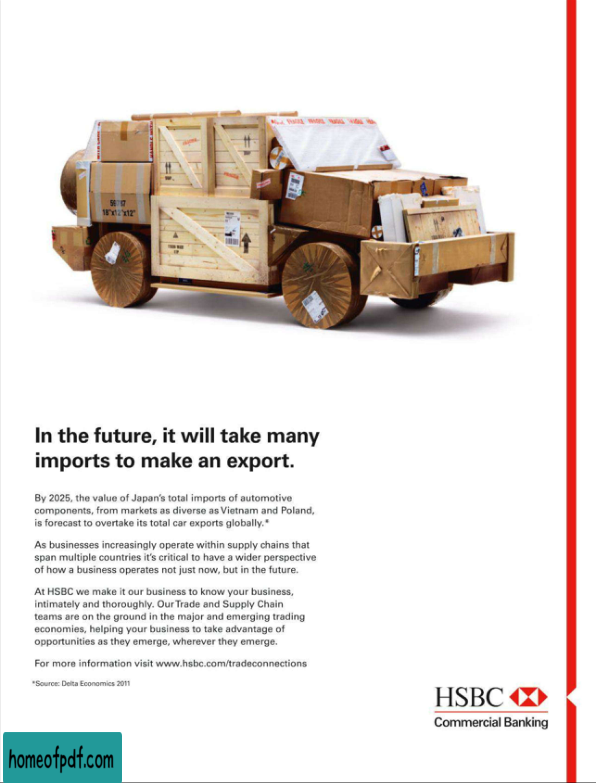 59787
18"x12"x12"
In the future, it will take many
imports to make an export.
By 2025, the value of Japan's total imports of automotive
components, from markets as diverse as Vietnam and Poland,
is forecast to overtake its total car exports globally.*
As businesses increasingly operate within supply chains that
span multiple countries it's critical to have a wider perspective
of how a business operates not just now, but in the future.
At HSBC we make it our business to know your business,
intimately and thoroughly. Our Trade and Supply Chain
teams are on the ground in the major and emerging trading
economies, helping your business to take advantage of
opportunities as they emerge, wherever they emerge.
For more information visit www.hsbc.com/tradeconnections
*Source: Delta Economics 2011
HSBC
Commercial Banking
homeofpdf.com